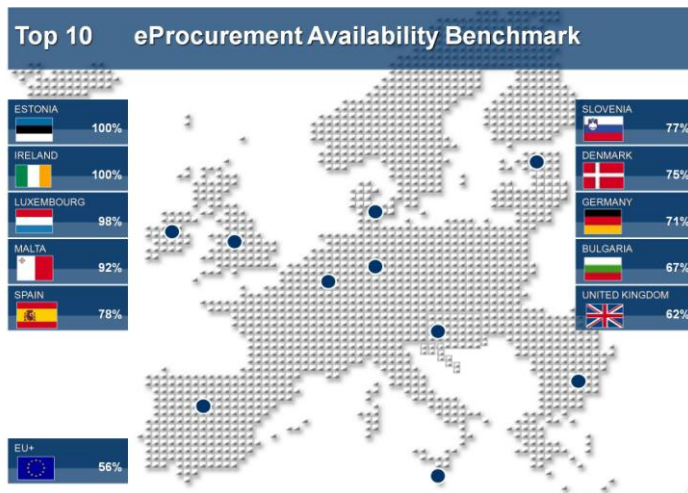 Top 10 eProcurement Availability Benchmark
ESTONIA
100%
IRELAND
100%
LUXEMBOURG
98%
MALTA
92%
SPAIN
78%
EU+
56%
SLOVENIA
77%
DENMARK
75%
GERMANY
71%
BULGARIA
67%
UNITED KINGDOM
62%